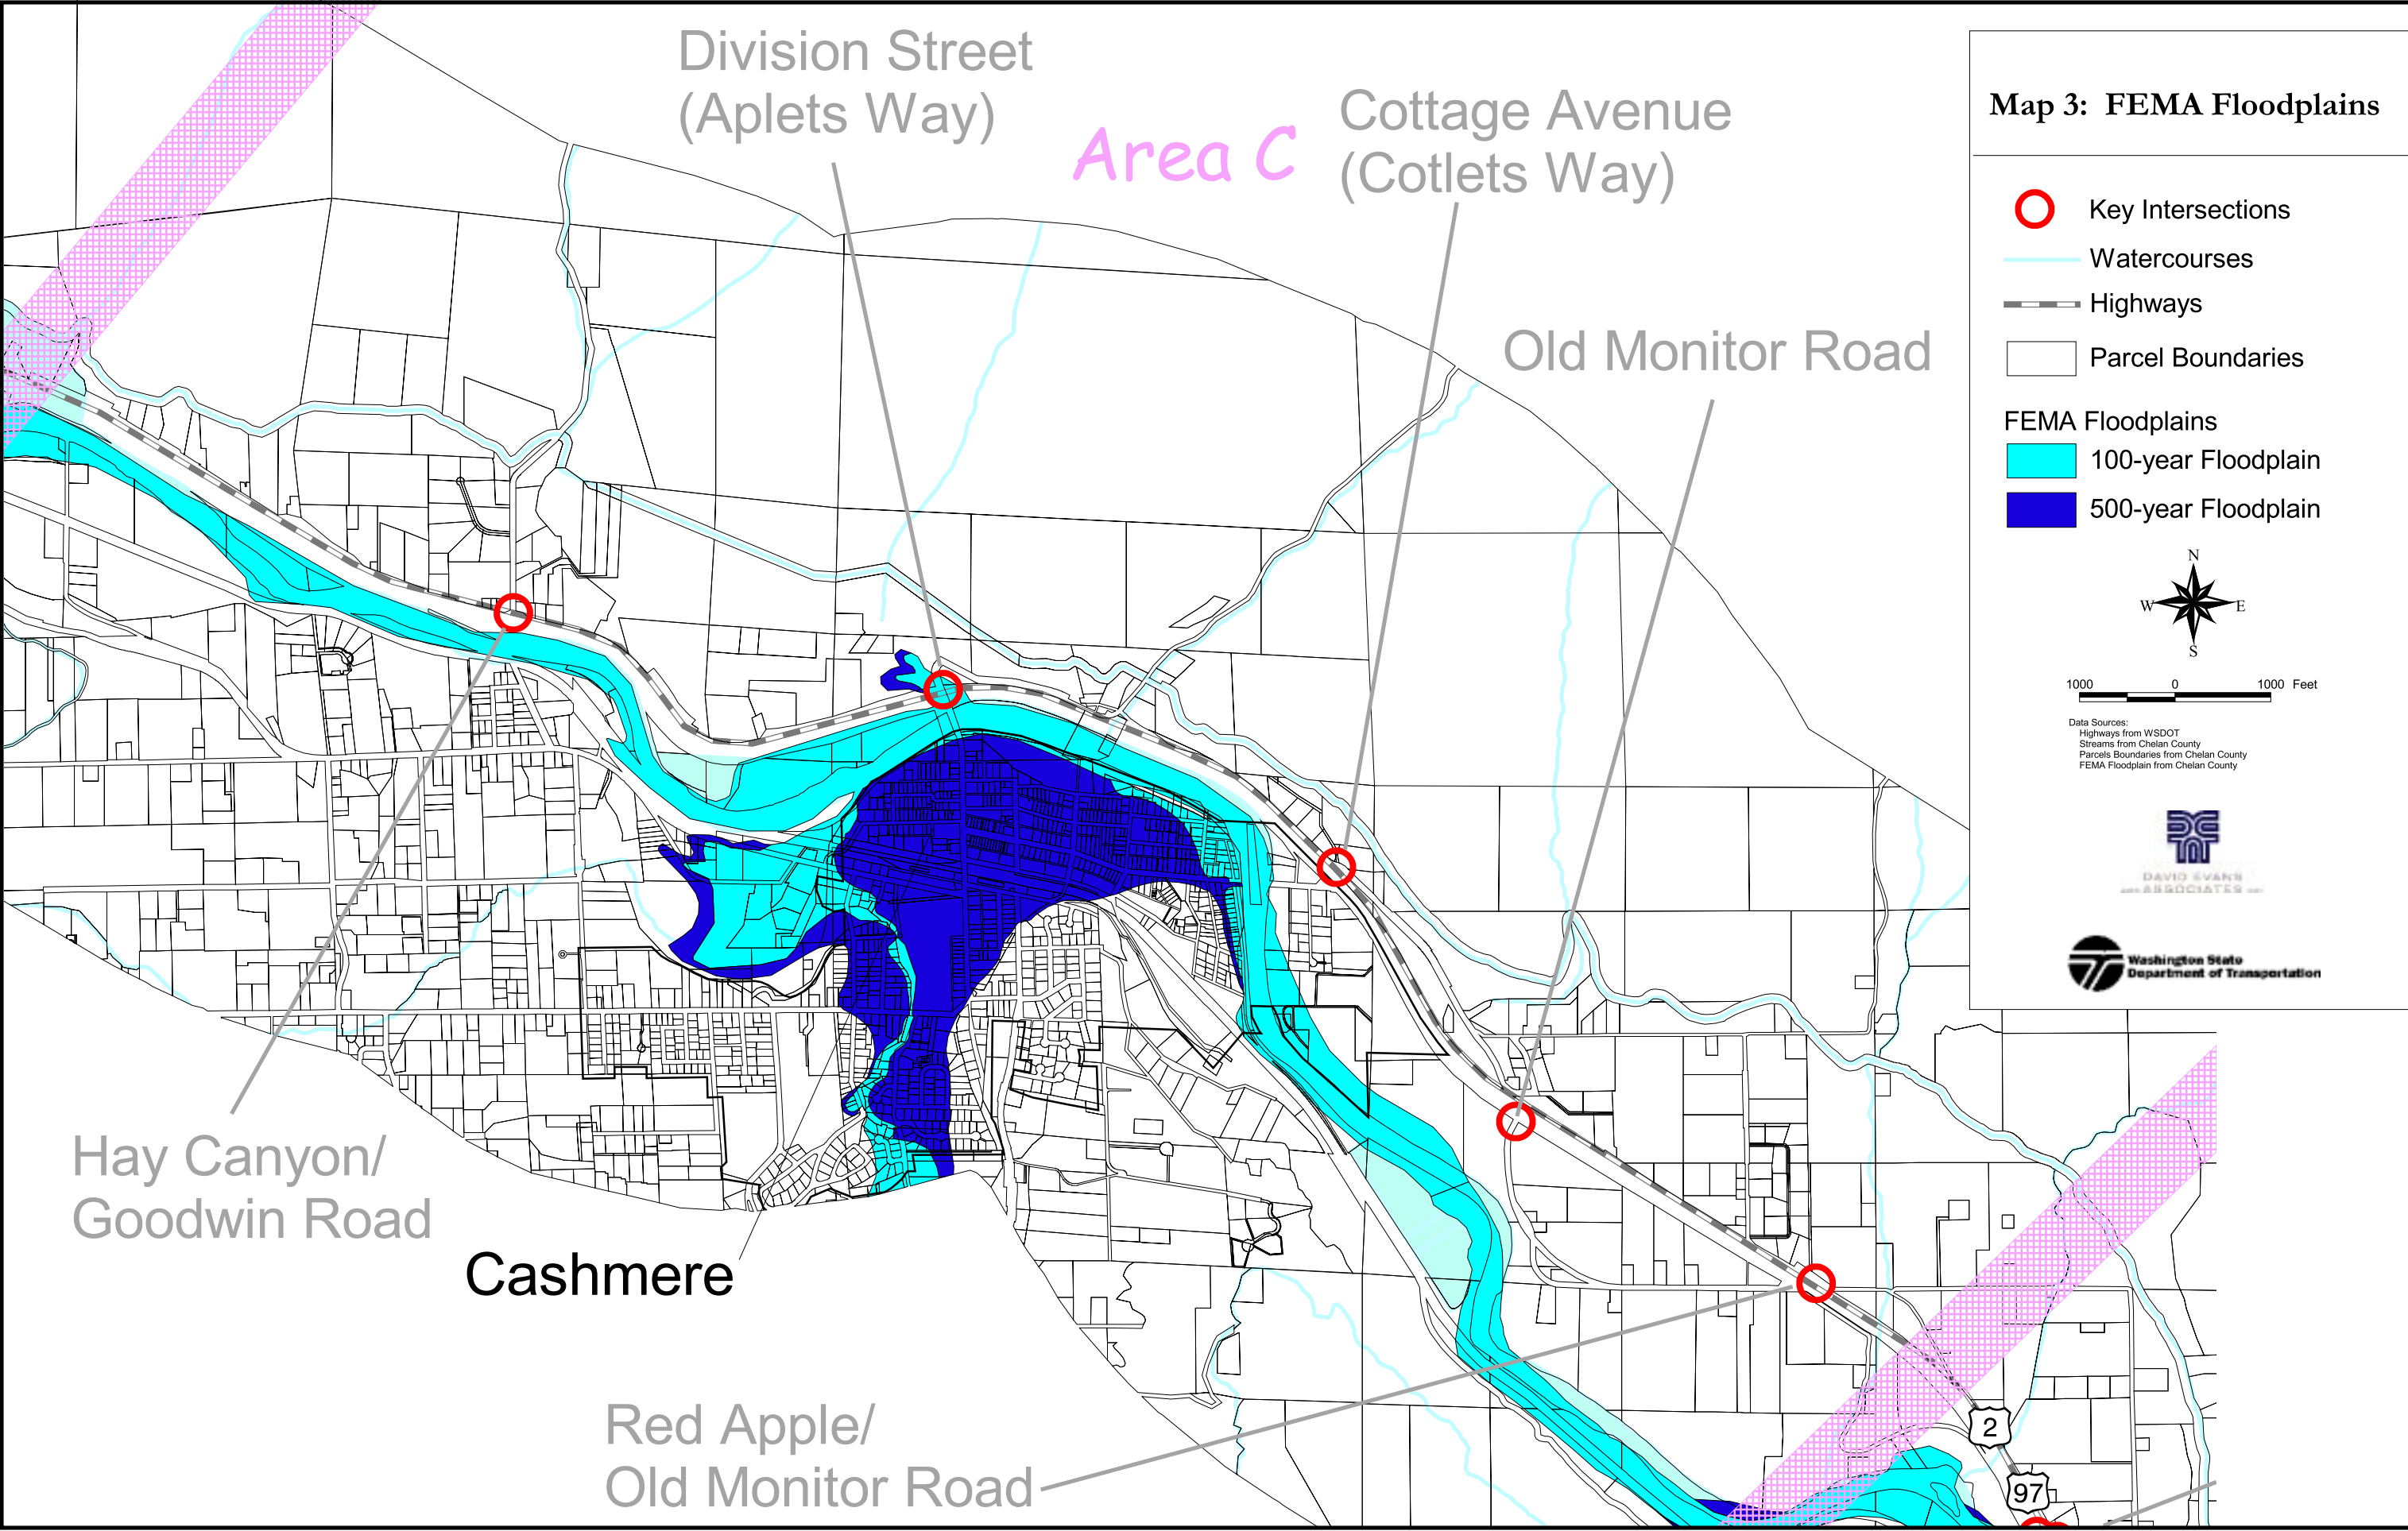 Division Street
(Aplets Way)
Area C
Cottage Avenue
(Cotlets Way)
Old Monitor Road
Hay Canyon/
Goodwin Road
Cashmere
Red Apple/
Old Monitor Road
2
97
Map 3: FEMA Floodplains
Key Intersections
Watercourses
Highways
Parcel Boundaries
FEMA Floodplains
100-year Floodplain
500-year Floodplain
N
W E
S
1000 0 1000 Feet
Data Sources:
Highways from WSDOT
Streams from Chelan County
Parcels Boundaries from Chelan County
FEMA Floodplain from Chelan County
DAVID EVANS
ASSOCIATES
Washington State
Department of Transportation